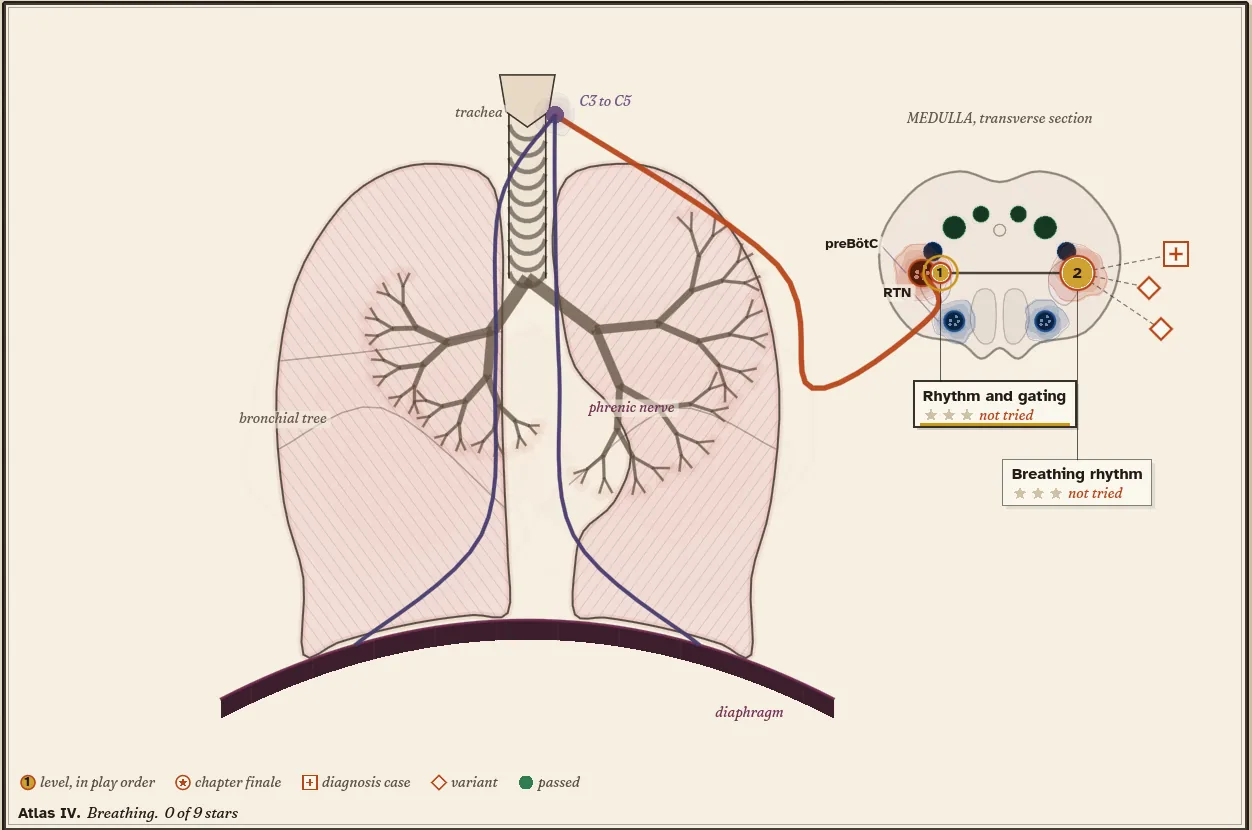 C3 to C5
trachea
MEDULLA, transverse section
preBötC
1
2
RTN
Rhythm and gating
not tried
bronchial tree
phrenic nerve
Breathing rhythm
not tried
diaphragm
1 level, in play order
chapter finale
diagnosis case
variant
passed
Atlas IV. Breathing. 0 of 9 stars